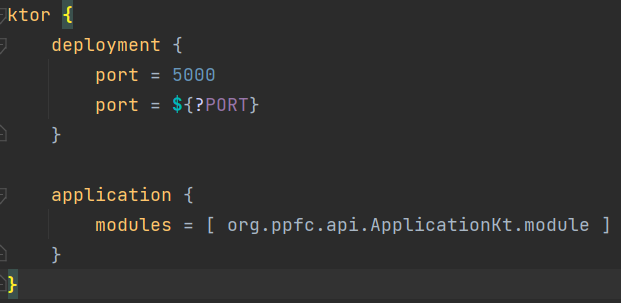 ktor {
    deployment {
        port = 5000
        port = ${?PORT}
    }

    application {
        modules = [ org.ppfc.api.ApplicationKt.module ]
    }
}